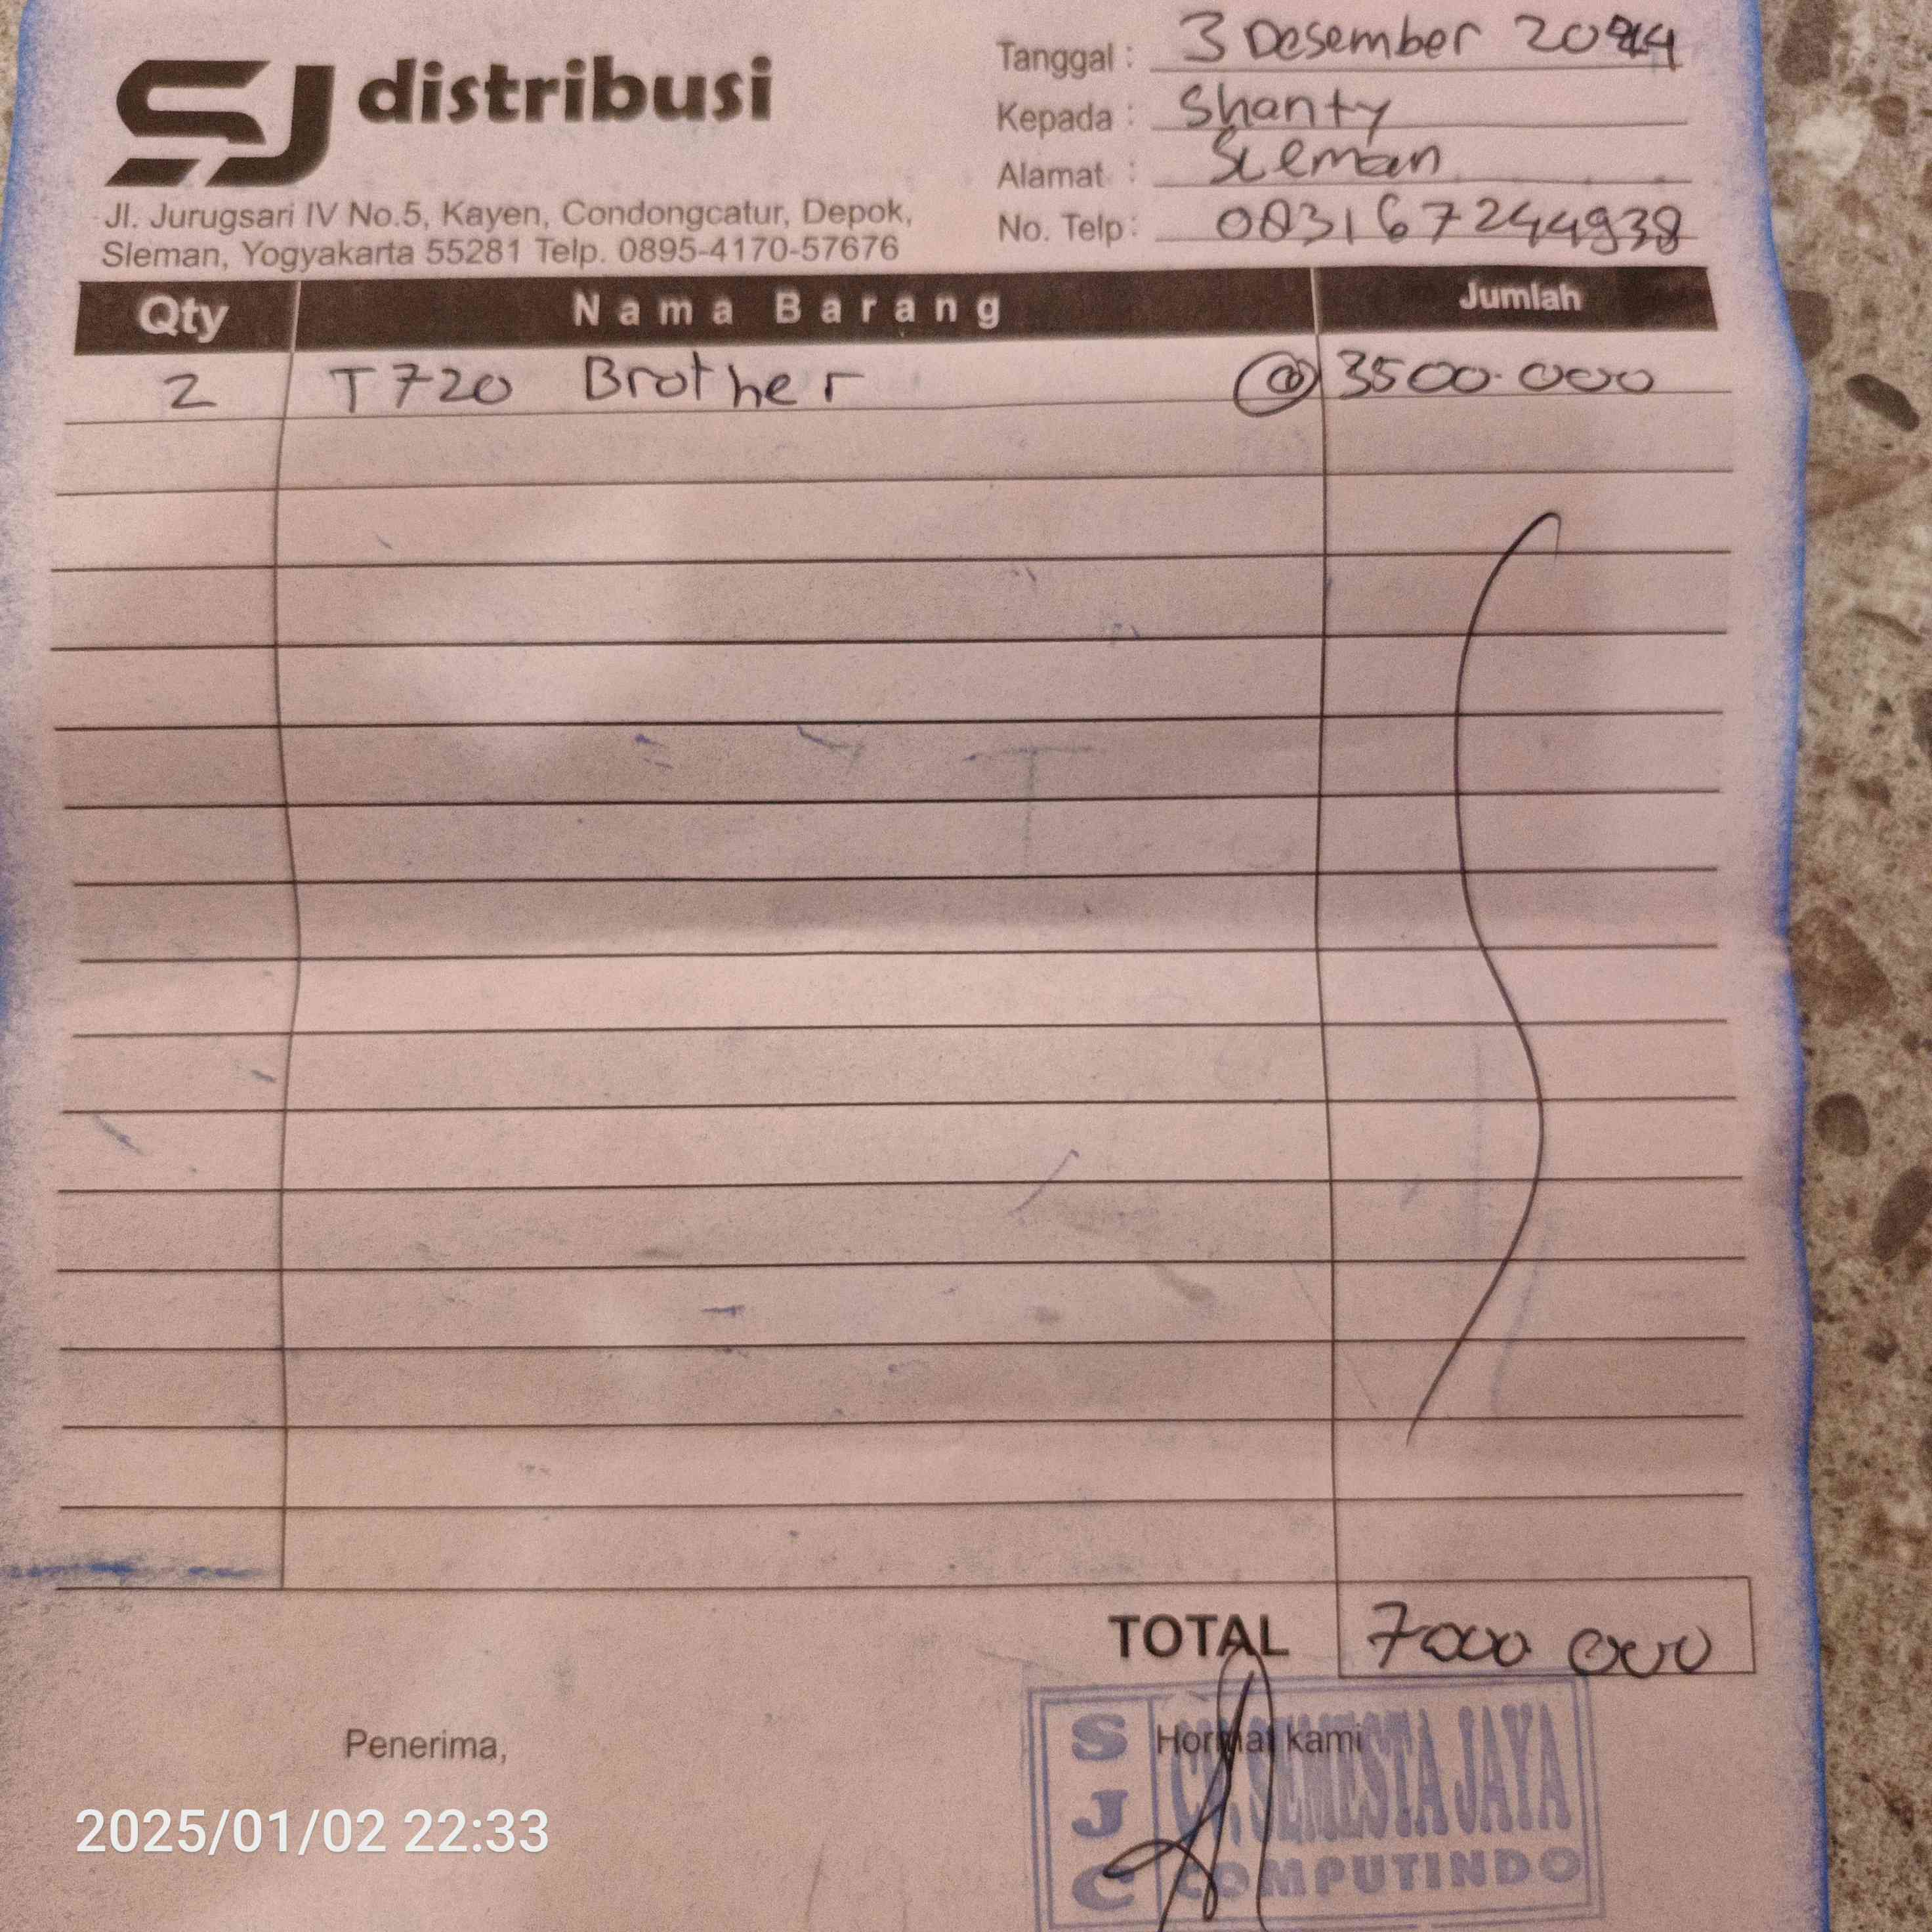 SJ distribusi
Jl. Jurugsari IV No.5, Kayen, Condongcatur, Depok,
Sleman, Yogyakarta 55281 Telp. 0895-4170-57676
Tanggal : 3 Desember
Kepada : Shanty
Alamat : Sleman
No. Telp: 083167244938
Qty Nama Barang Jumlah
2 T720 Brother @ 3500.000
TOTAL 7000 000
Penerima, Hormat kami
SJC
CV. SEMESTA JAYA
COMPUTINDO
2025/01/02 22:33